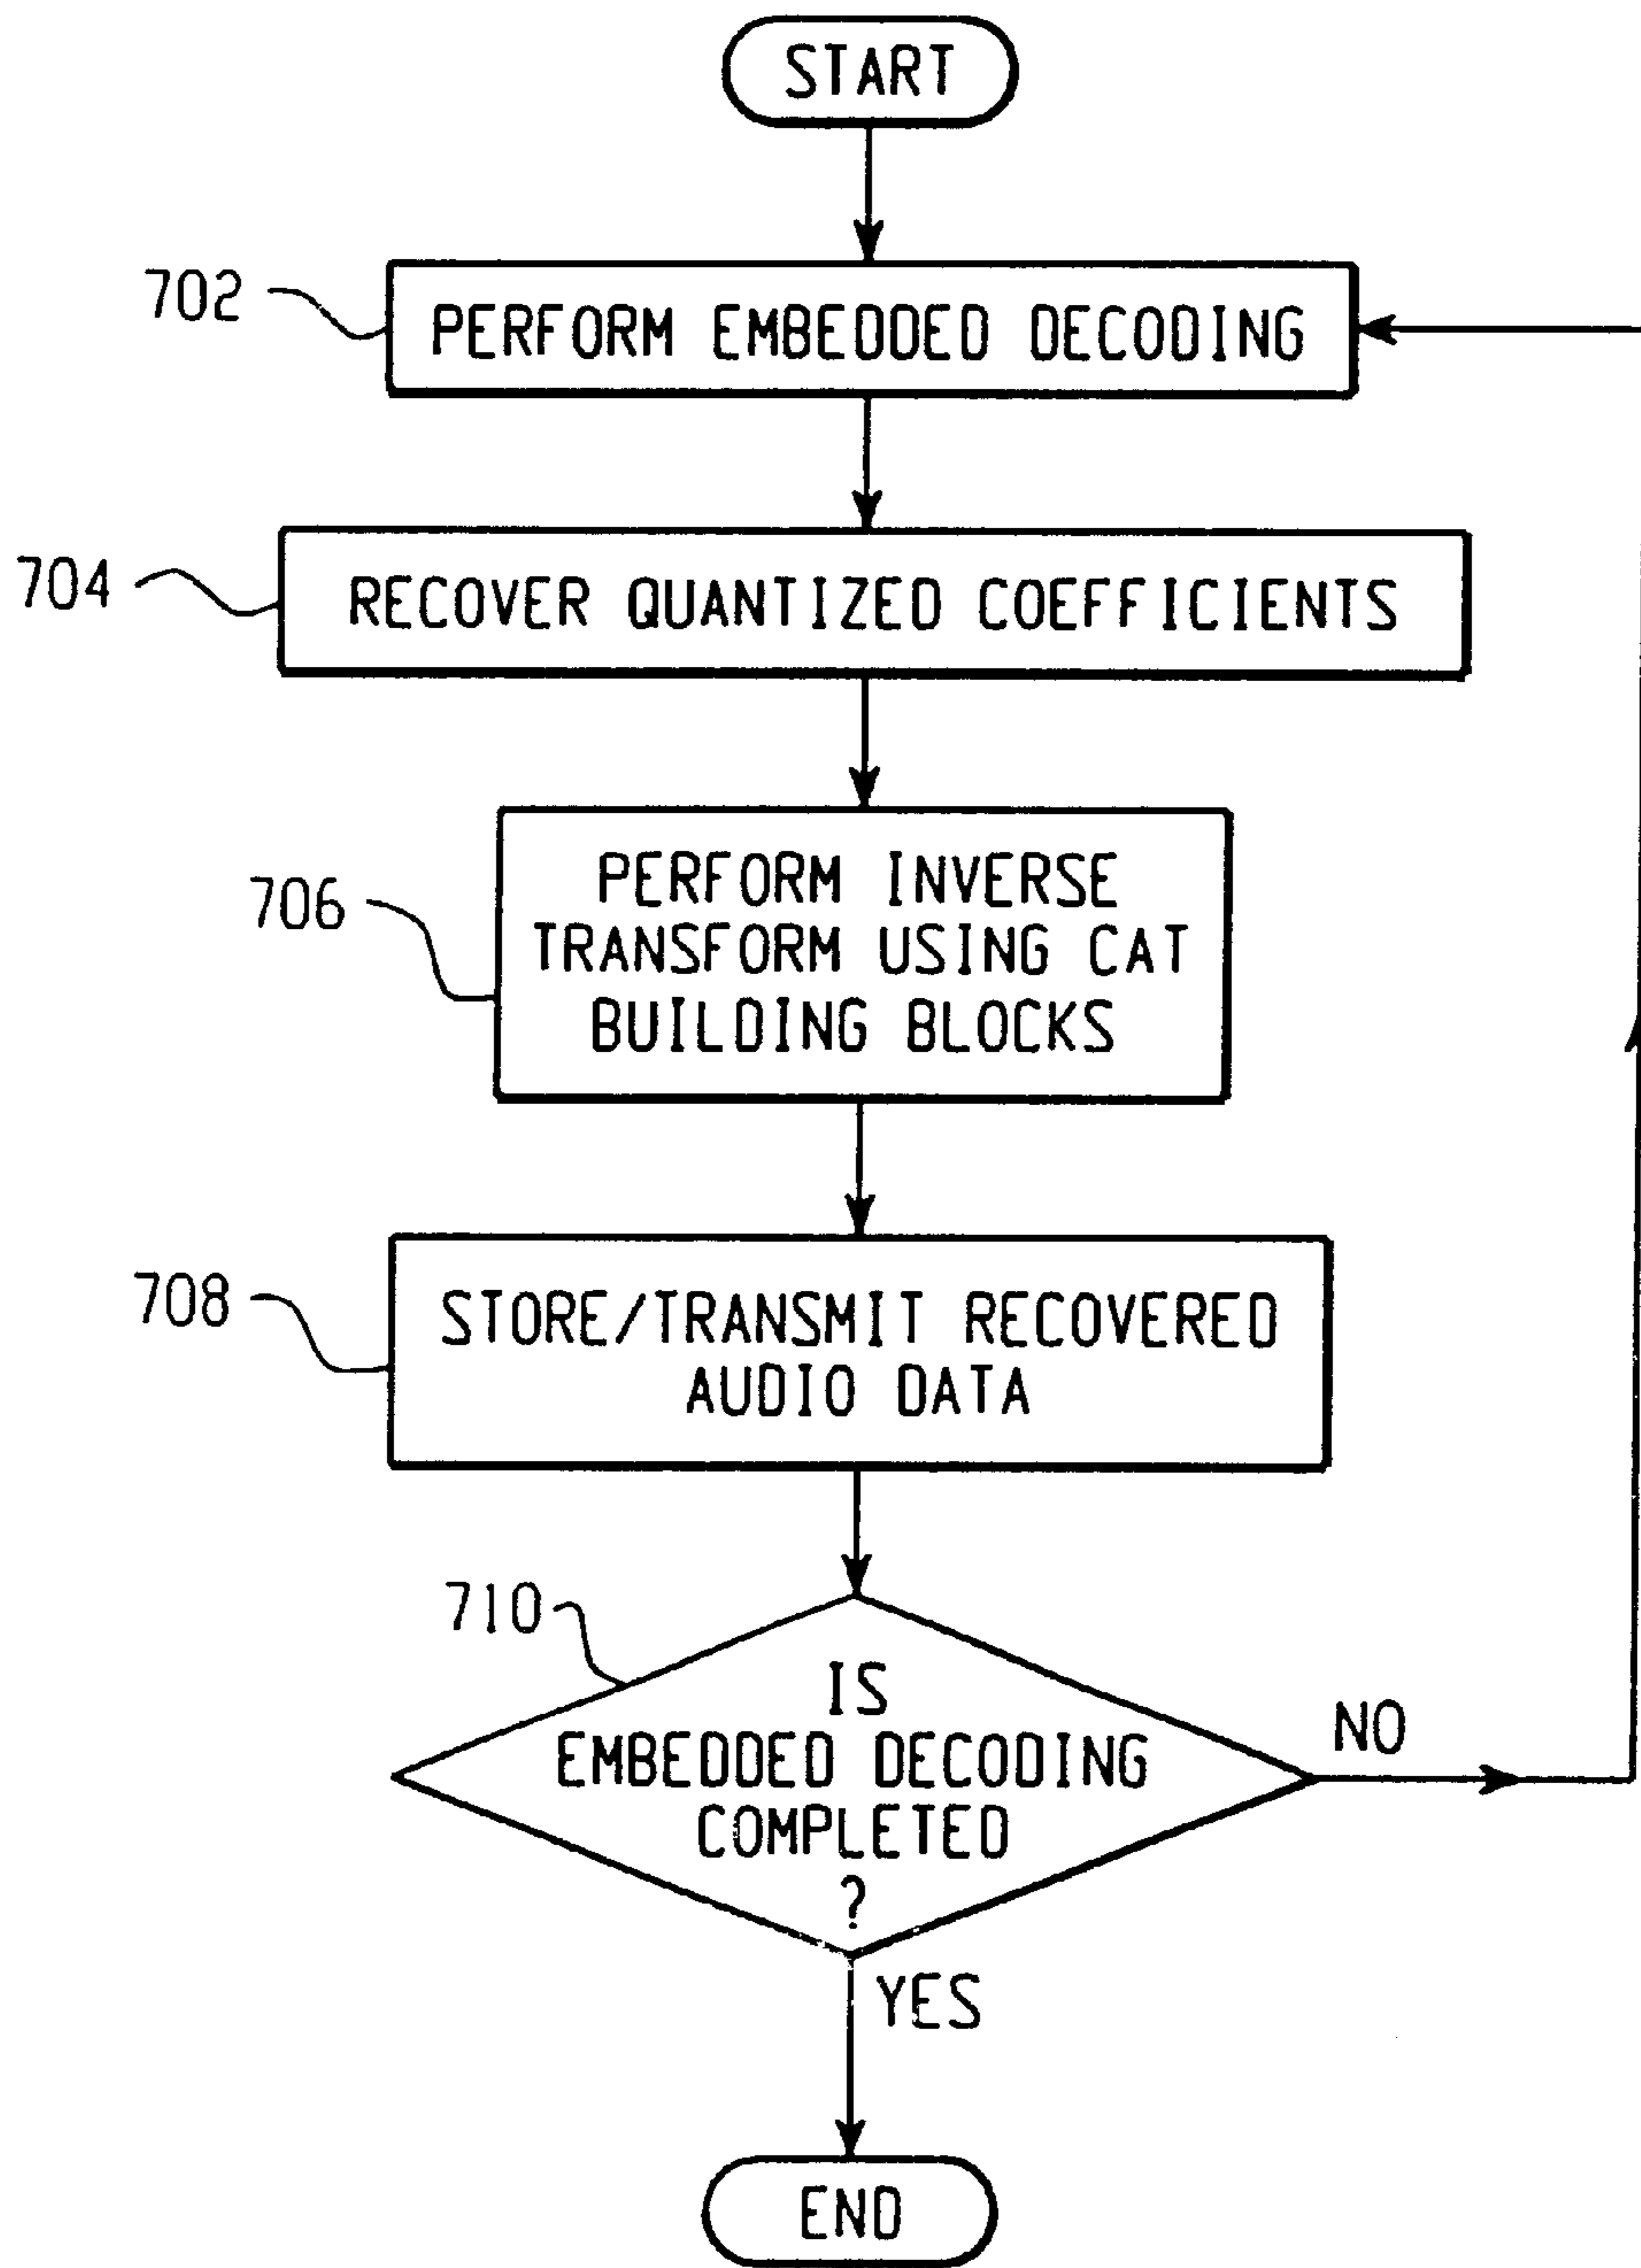 START
702
PERFORM EMBEDDED DECODING
704
RECOVER QUANTIZED COEFFICIENTS
706
PERFORM INVERSE
TRANSFORM USING CAT
BUILDING BLOCKS
708
STORE/TRANSMIT RECOVERED
AUDIO DATA
710
IS
EMBEDDED DECODING
COMPLETED
?
NO
YES
END